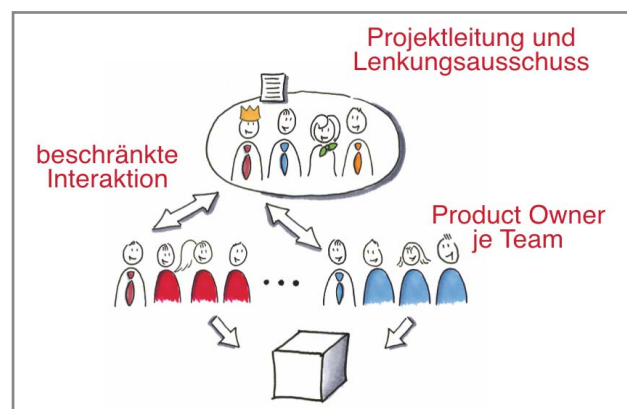 Projektleitung und
Lenkungsausschuss
beschränkte
Interaktion
Product Owner
je Team